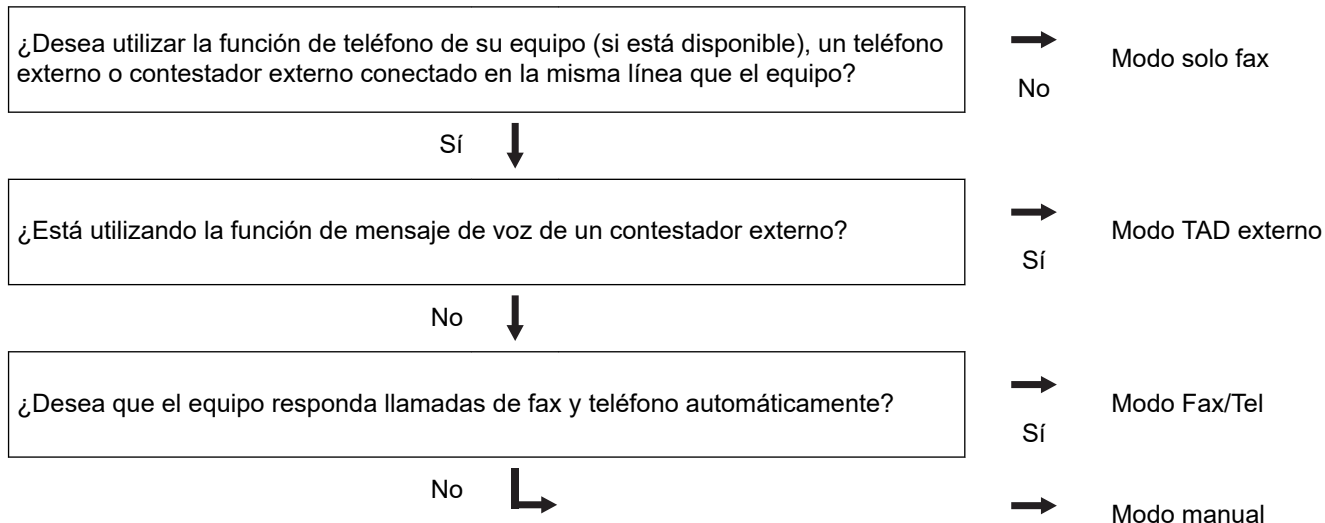 ¿Desea utilizar la función de teléfono de su equipo (si está disponible), un teléfono
externo o contestador externo conectado en la misma línea que el equipo?
No
Modo solo fax
Sí
¿Está utilizando la función de mensaje de voz de un contestador externo?
Sí
Modo TAD externo
No
¿Desea que el equipo responda llamadas de fax y teléfono automáticamente?
Sí
Modo Fax/Tel
No
Modo manual